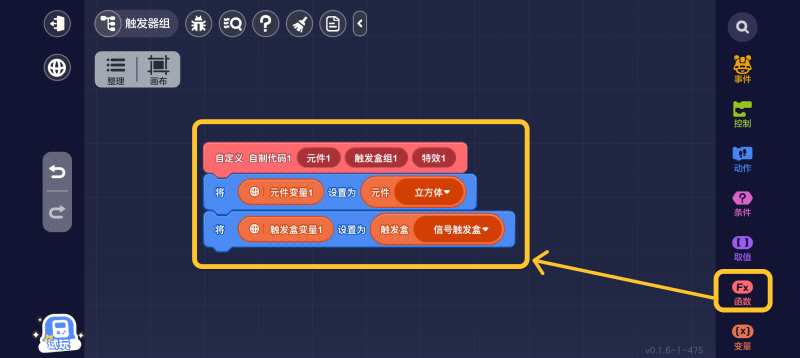 触发器组
整理 画布
事件
控制
动作
条件
取值
Fx
函数
{x}
变量
自定义 自制代码1 元件1 触发盒组1 特效1
将 元件变量1 设置为 元件 立方体
将 触发盒变量1 设置为 触发盒 信号触发盒
试玩
v0.1.6-1-475